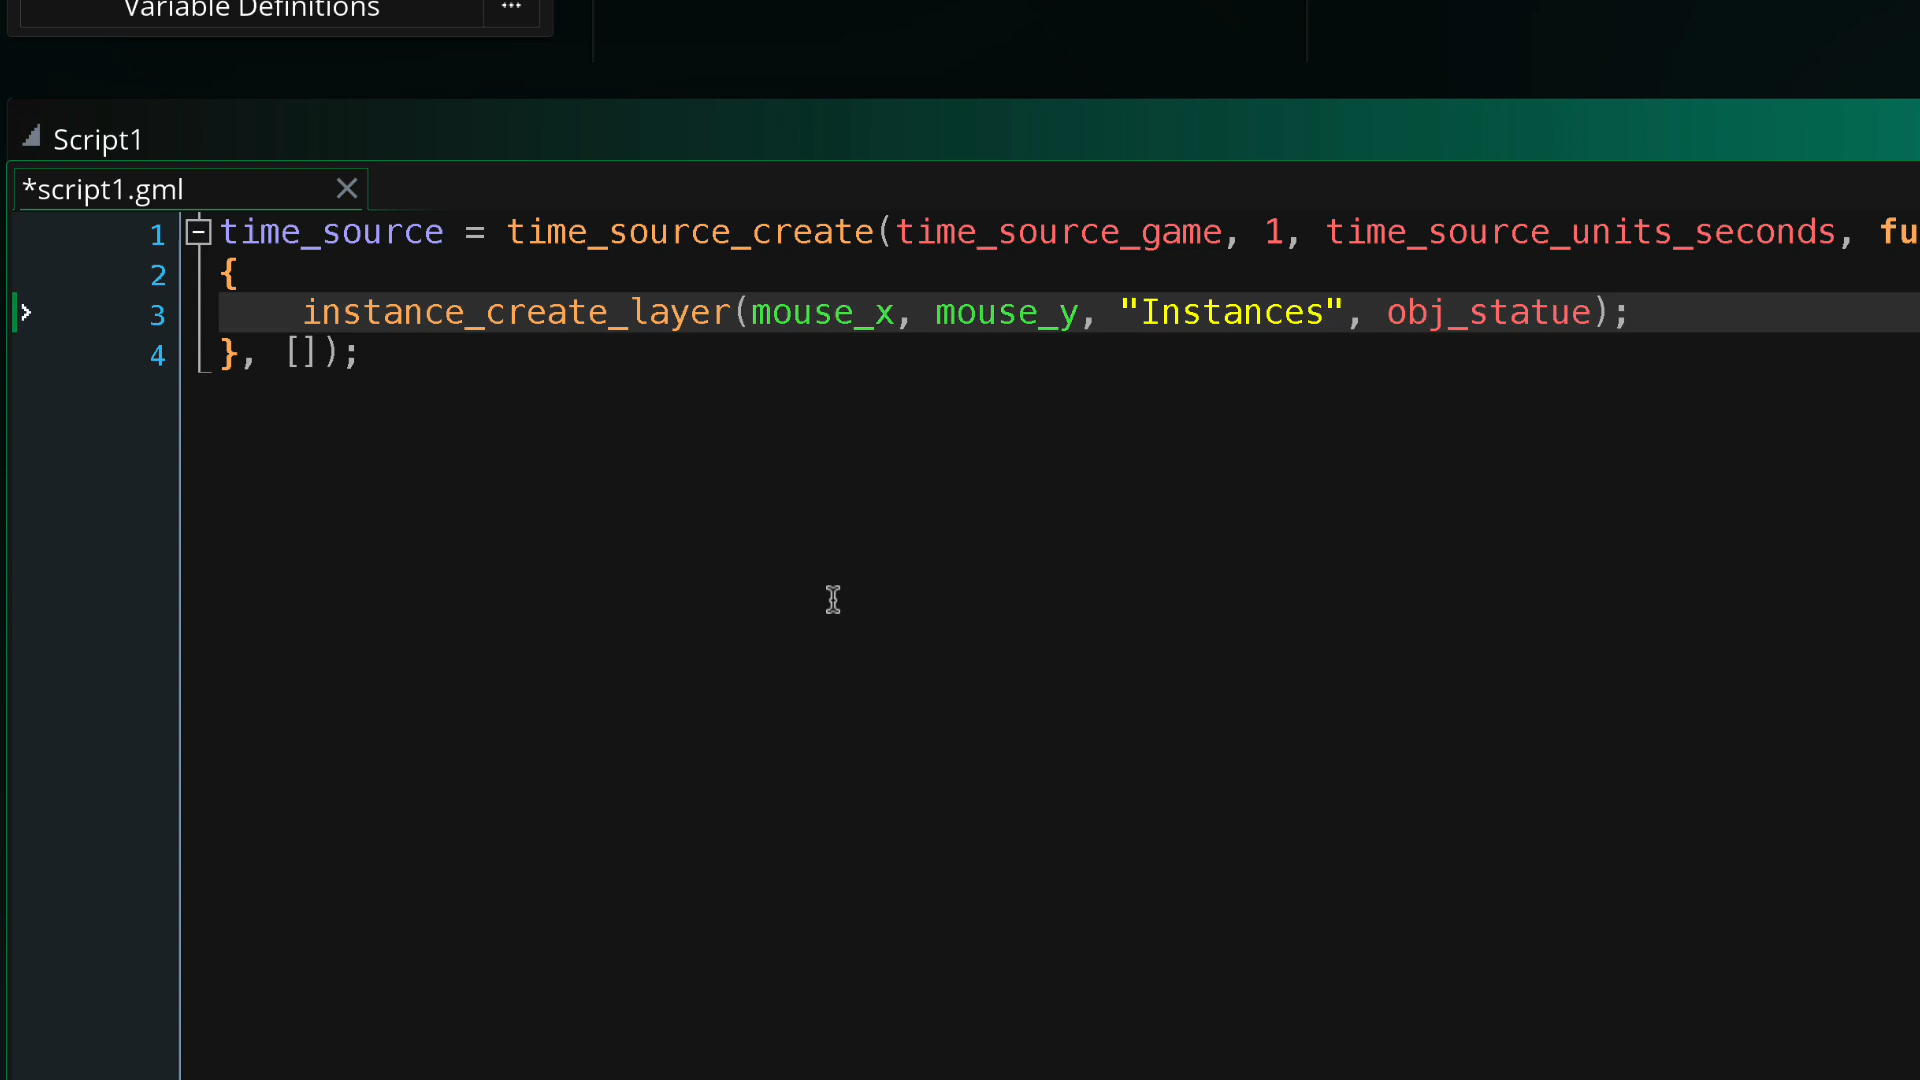 Variable Definitions ...
Script1
*script1.gml
1 time_source = time_source_create(time_source_game, 1, time_source_units_seconds, fu
2 {
3 instance_create_layer(mouse_x, mouse_y, "Instances", obj_statue);
4 }, []);